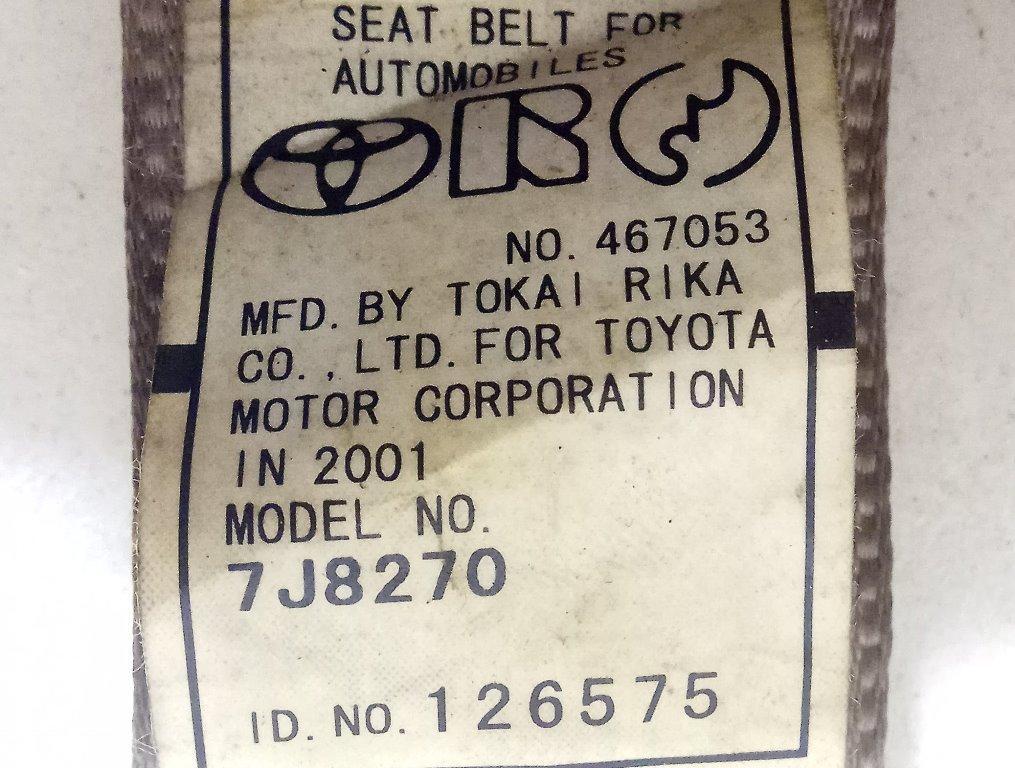 SEAT BELT FOR
AUTOMOBILES
NO. 467053
MFD. BY TOKAI RIKA
CO., LTD. FOR TOYOTA
MOTOR CORPORATION
IN 2001
MODEL NO.
7J8270
ID. NO. 126575